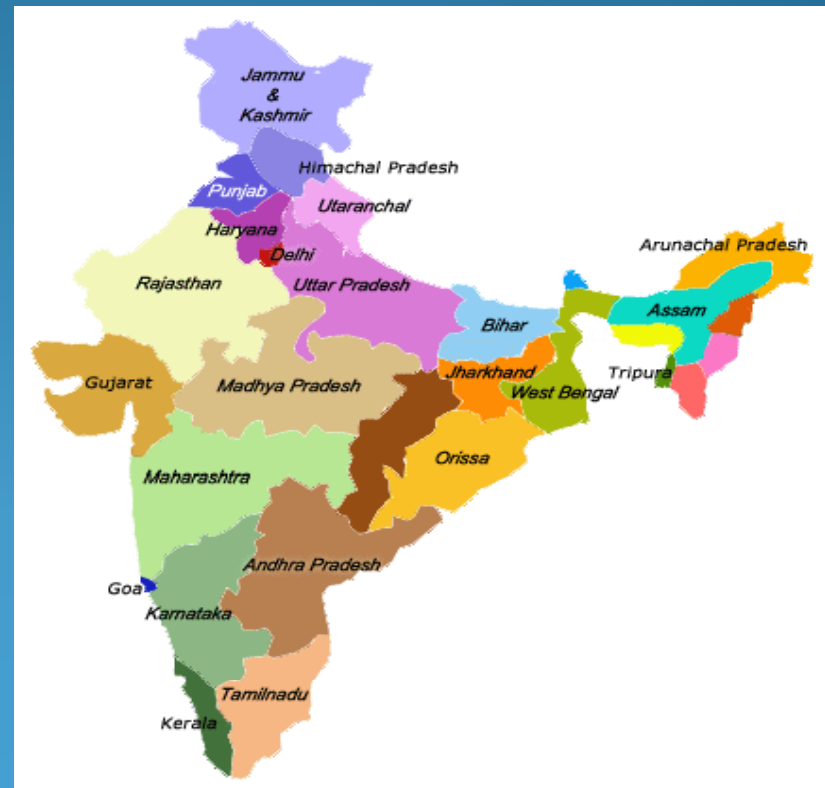 Jammu
&
Kashmir
Himachal Pradesh
Punjab
Utaranchal
Haryana
Delhi
Arunachal Pradesh
Rajasthan
Uttar Pradesh
Assam
Bihar
Gujarat
Madhya Pradesh
Jharkhand
Tripura
West Bengal
Orissa
Maharashtra
Andhra Pradesh
Goa
Karnataka
Tamilnadu
Kerala